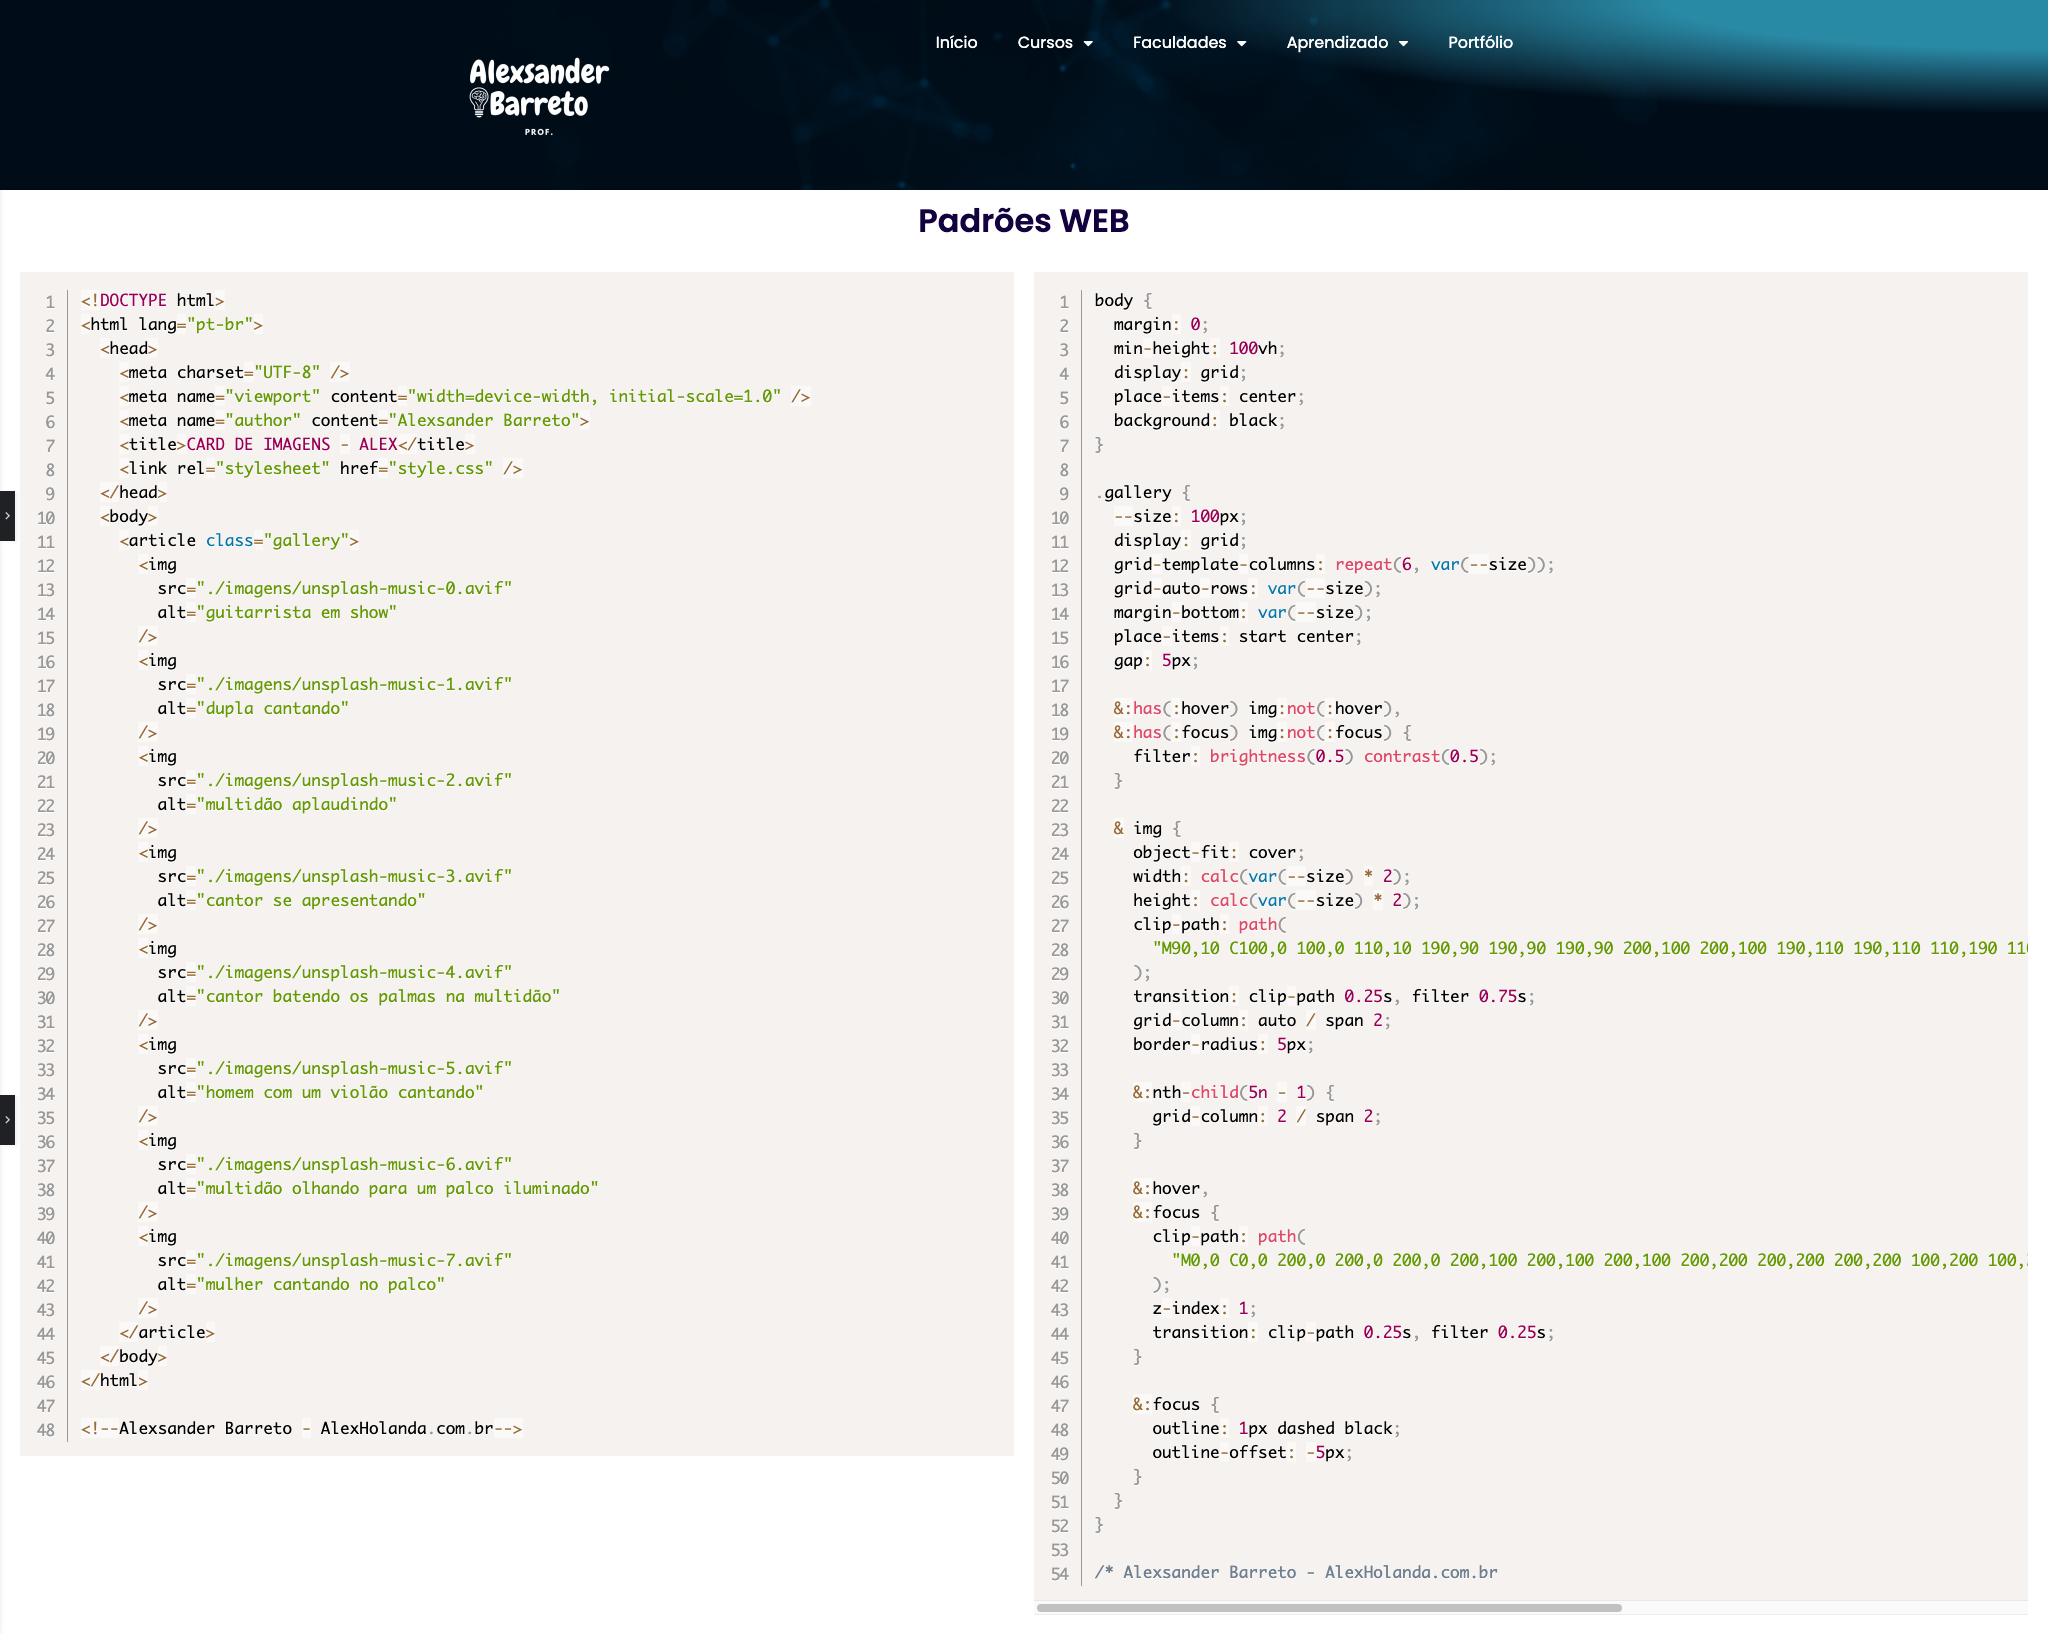 Início Cursos Faculdades Aprendizado Portfólio
Alexsander
Barreto
PROF.
Padrões WEB
1 <!DOCTYPE html>
2 <html lang="pt-br">
3   <head>
4     <meta charset="UTF-8" />
5     <meta name="viewport" content="width=device-width, initial-scale=1.0" />
6     <meta name="author" content="Alexsander Barreto">
7     <title>CARD DE IMAGENS - ALEX</title>
8     <link rel="stylesheet" href="style.css" />
9   </head>
10   <body>
11     <article class="gallery">
12       <img
13         src="./imagens/unsplash-music-0.avif"
14         alt="guitarrista em show"
15       />
16       <img
17         src="./imagens/unsplash-music-1.avif"
18         alt="dupla cantando"
19       />
20       <img
21         src="./imagens/unsplash-music-2.avif"
22         alt="multidão aplaudindo"
23       />
24       <img
25         src="./imagens/unsplash-music-3.avif"
26         alt="cantor se apresentando"
27       />
28       <img
29         src="./imagens/unsplash-music-4.avif"
30         alt="cantor batendo os palmas na multidão"
31       />
32       <img
33         src="./imagens/unsplash-music-5.avif"
34         alt="homem com um violão cantando"
35       />
36       <img
37         src="./imagens/unsplash-music-6.avif"
38         alt="multidão olhando para um palco iluminado"
39       />
40       <img
41         src="./imagens/unsplash-music-7.avif"
42         alt="mulher cantando no palco"
43       />
44     </article>
45   </body>
46 </html>
47
48 <!--Alexsander Barreto - AlexHolanda.com.br-->
1 body {
2   margin: 0;
3   min-height: 100vh;
4   display: grid;
5   place-items: center;
6   background: black;
7 }
8
9 .gallery {
10   --size: 100px;
11   display: grid;
12   grid-template-columns: repeat(6, var(--size));
13   grid-auto-rows: var(--size);
14   margin-bottom: var(--size);
15   place-items: start center;
16   gap: 5px;
17
18   &:has(:hover) img:not(:hover),
19   &:has(:focus) img:not(:focus) {
20     filter: brightness(0.5) contrast(0.5);
21   }
22
23   & img {
24     object-fit: cover;
25     width: calc(var(--size) * 2);
26     height: calc(var(--size) * 2);
27     clip-path: path(
28       "M90,10 C100,0 100,0 110,10 190,90 190,90 190,90 200,100 200,100 190,110 190,110 110,190
29     );
30     transition: clip-path 0.25s, filter 0.75s;
31     grid-column: auto / span 2;
32     border-radius: 5px;
33
34     &:nth-child(5n - 1) {
35       grid-column: 2 / span 2;
36     }
37
38     &:hover,
39     &:focus {
40       clip-path: path(
41         "M0,0 C0,0 200,0 200,0 200,0 200,100 200,100 200,100 200,200 200,200 200,200 100,200 100,
42       );
43       z-index: 1;
44       transition: clip-path 0.25s, filter 0.25s;
45     }
46
47     &:focus {
48       outline: 1px dashed black;
49       outline-offset: -5px;
50     }
51   }
52 }
53
54 /* Alexsander Barreto - AlexHolanda.com.br